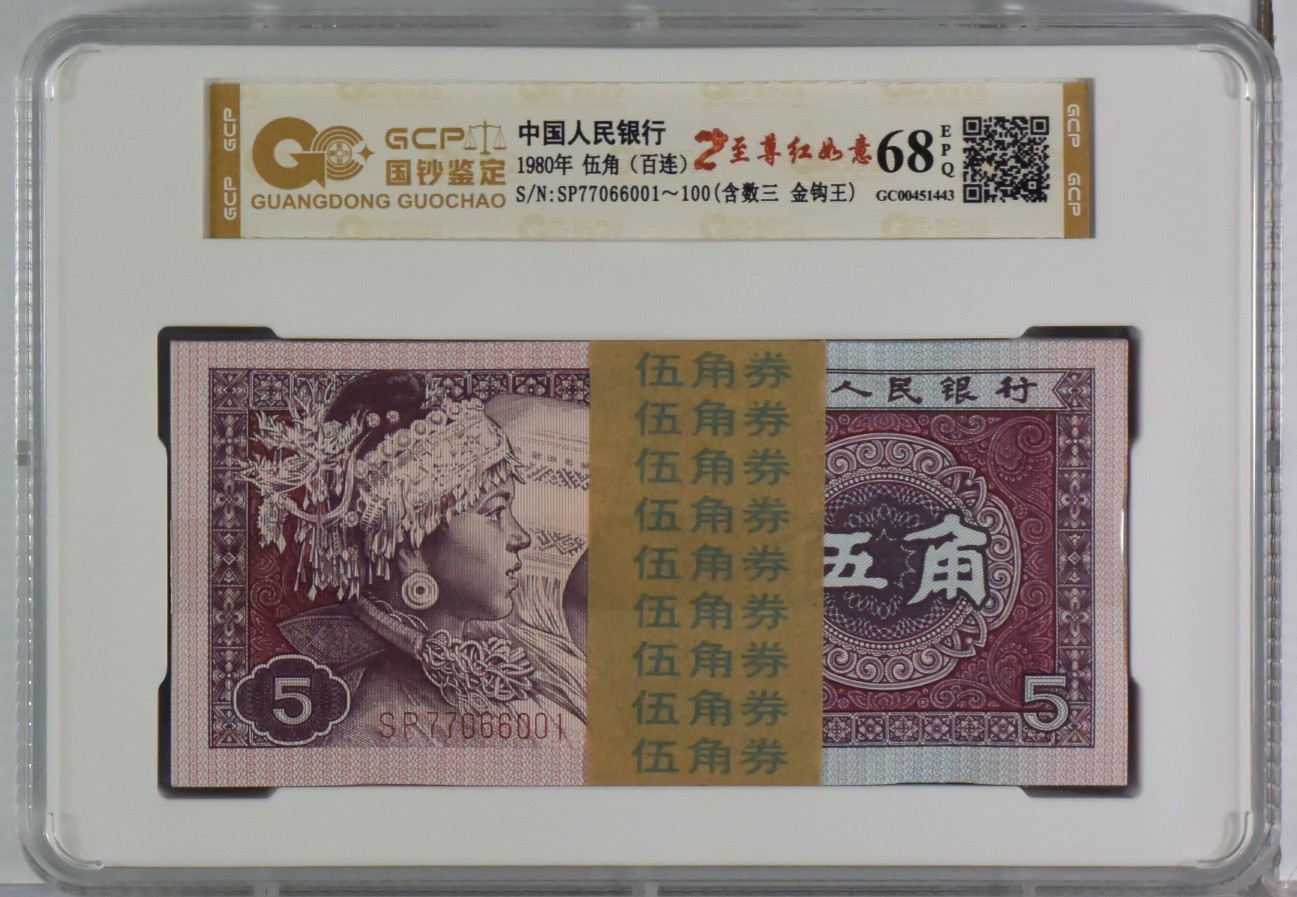 GCP
GCP
GCP
国钞鉴定
GUANGDONG GUOCHAO
中国人民银行
1980年 伍角（百连）
S/N:SP77066001～100(含数三 金钩王)
至尊红如意
68
EPQ
GC00451443
GCP
GCP
伍角券
伍角券
伍角券
伍角券
伍角券
伍角券
伍角券
伍角券
伍角券
人民银行
伍角
5
SP77066001
5